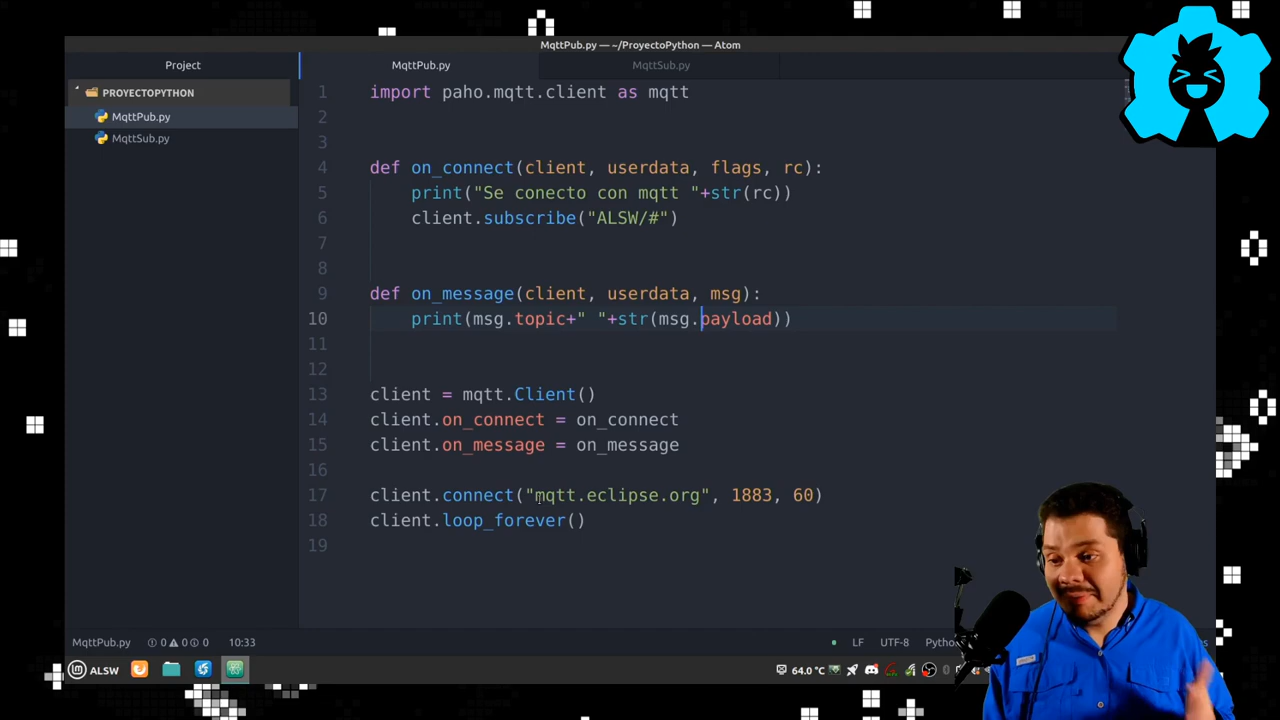 MqttPub.py — ~/ProyectoPython — Atom
Project
MqttPub.py
MqttSub.py
PROYECTOPYTHON
MqttPub.py
MqttSub.py
1 import paho.mqtt.client as mqtt
2
3
4 def on_connect(client, userdata, flags, rc):
5 print("Se conecto con mqtt "+str(rc))
6 client.subscribe("ALSW/#")
7
8
9 def on_message(client, userdata, msg):
10 print(msg.topic+" "+str(msg.payload))
11
12
13 client = mqtt.Client()
14 client.on_connect = on_connect
15 client.on_message = on_message
16
17 client.connect("mqtt.eclipse.org", 1883, 60)
18 client.loop_forever()
19
MqttPub.py 0 0 0 10:33 LF UTF-8
ALSW 64.0 °C